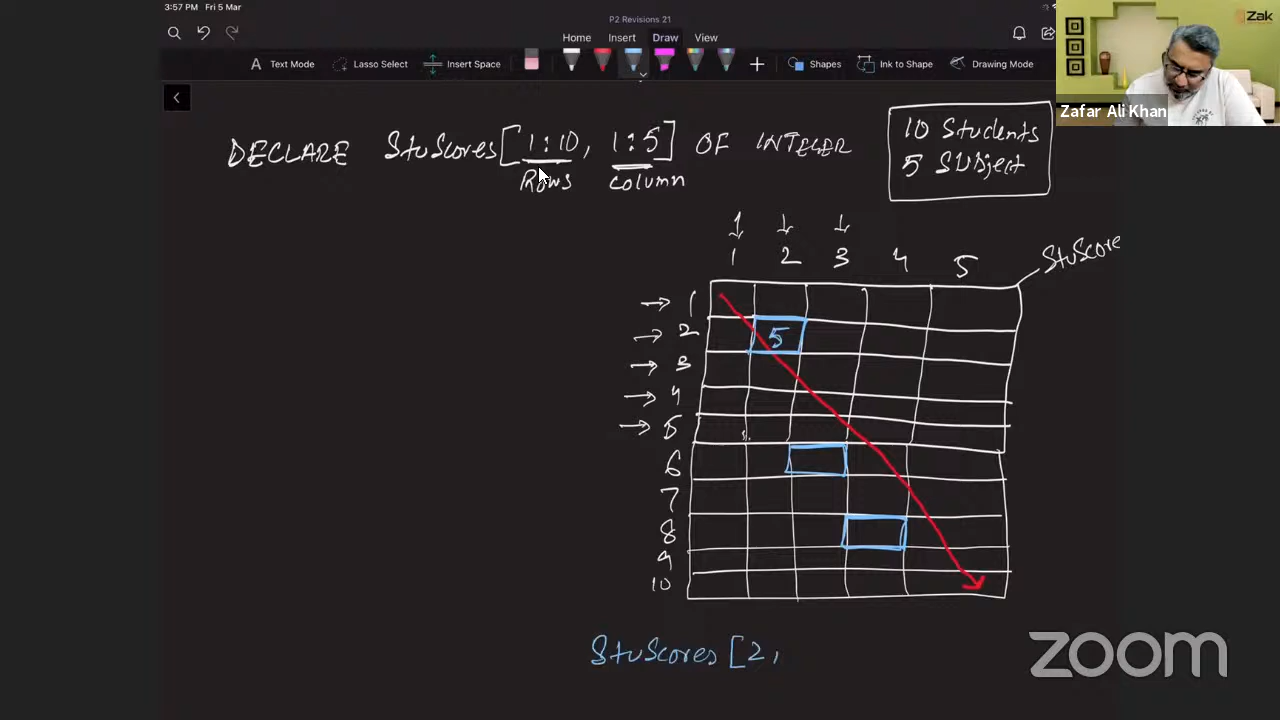 3:57 PM Fri 5 Mar
P2 Revisions 21
Home Insert Draw View
Text Mode Lasso Select Insert Space Shapes Ink to Shape Drawing Mode
Zak
Zafar Ali Khan
DECLARE StuScores [1:10, 1:5] OF INTEGER
Rows Column
10 Students
5 Subject
1 2 3 4 5
StuScore
1
2 5
3
4
5
6
7
8
9
10
StuScores [2,
zoom